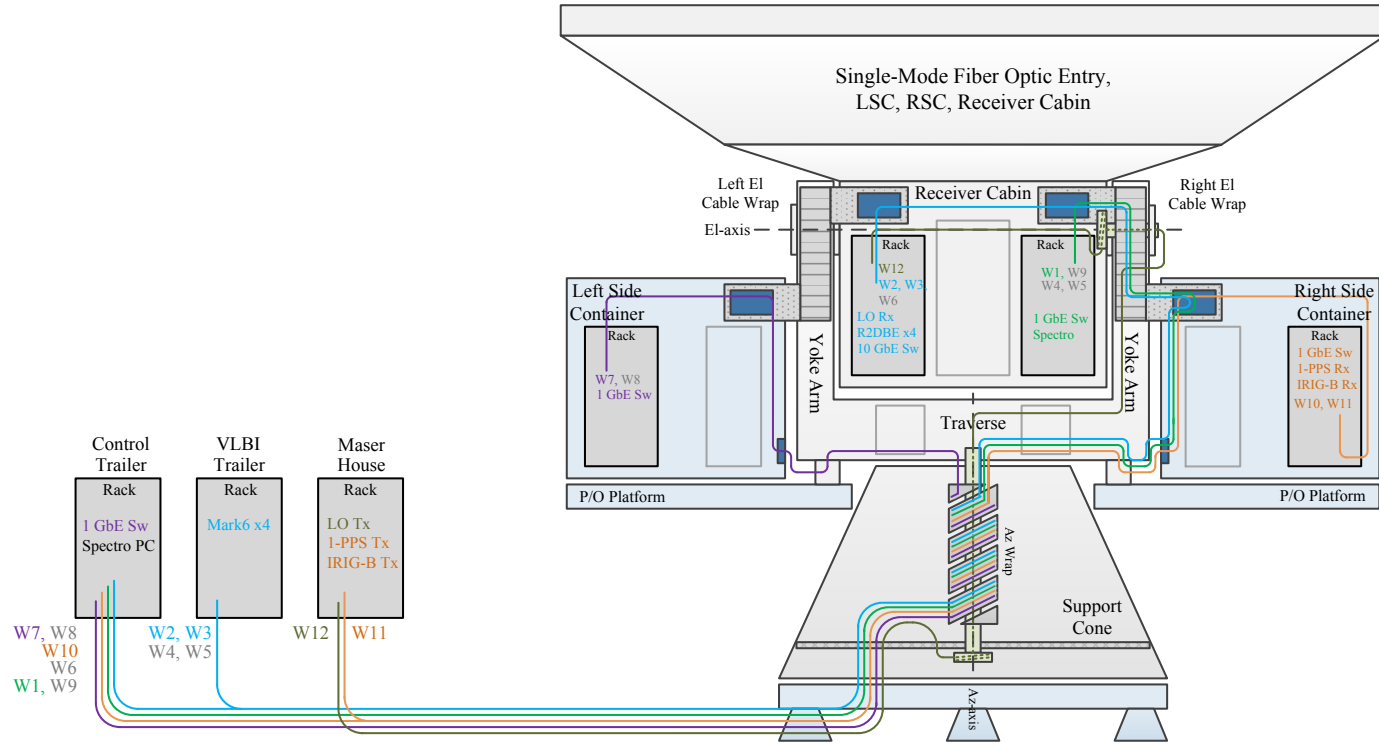 Single-Mode Fiber Optic Entry,
LSC, RSC, Receiver Cabin
Left El
Cable Wrap
Receiver Cabin
Right El
Cable Wrap
El-axis
Rack
W12
W2, W3,
W6
LO Rx
R2DBE x4
10 GbE Sw
Rack
W1, W9
W4, W5
1 GbE Sw
Spectro
Left Side
Container
Rack
W7, W8
1 GbE Sw
Yoke Arm
Yoke Arm
Right Side
Container
Rack
1 GbE Sw
1-PPS Rx
IRIG-B Rx
W10, W11
Traverse
P/O Platform
P/O Platform
Az Wrap
Support
Cone
Az-axis
Control
Trailer
Rack
1 GbE Sw
Spectro PC
VLBI
Trailer
Rack
Mark6 x4
Maser
House
Rack
LO Tx
1-PPS Tx
IRIG-B Tx
W7, W8
W10
W6
W1, W9
W2, W3
W4, W5
W12
W11